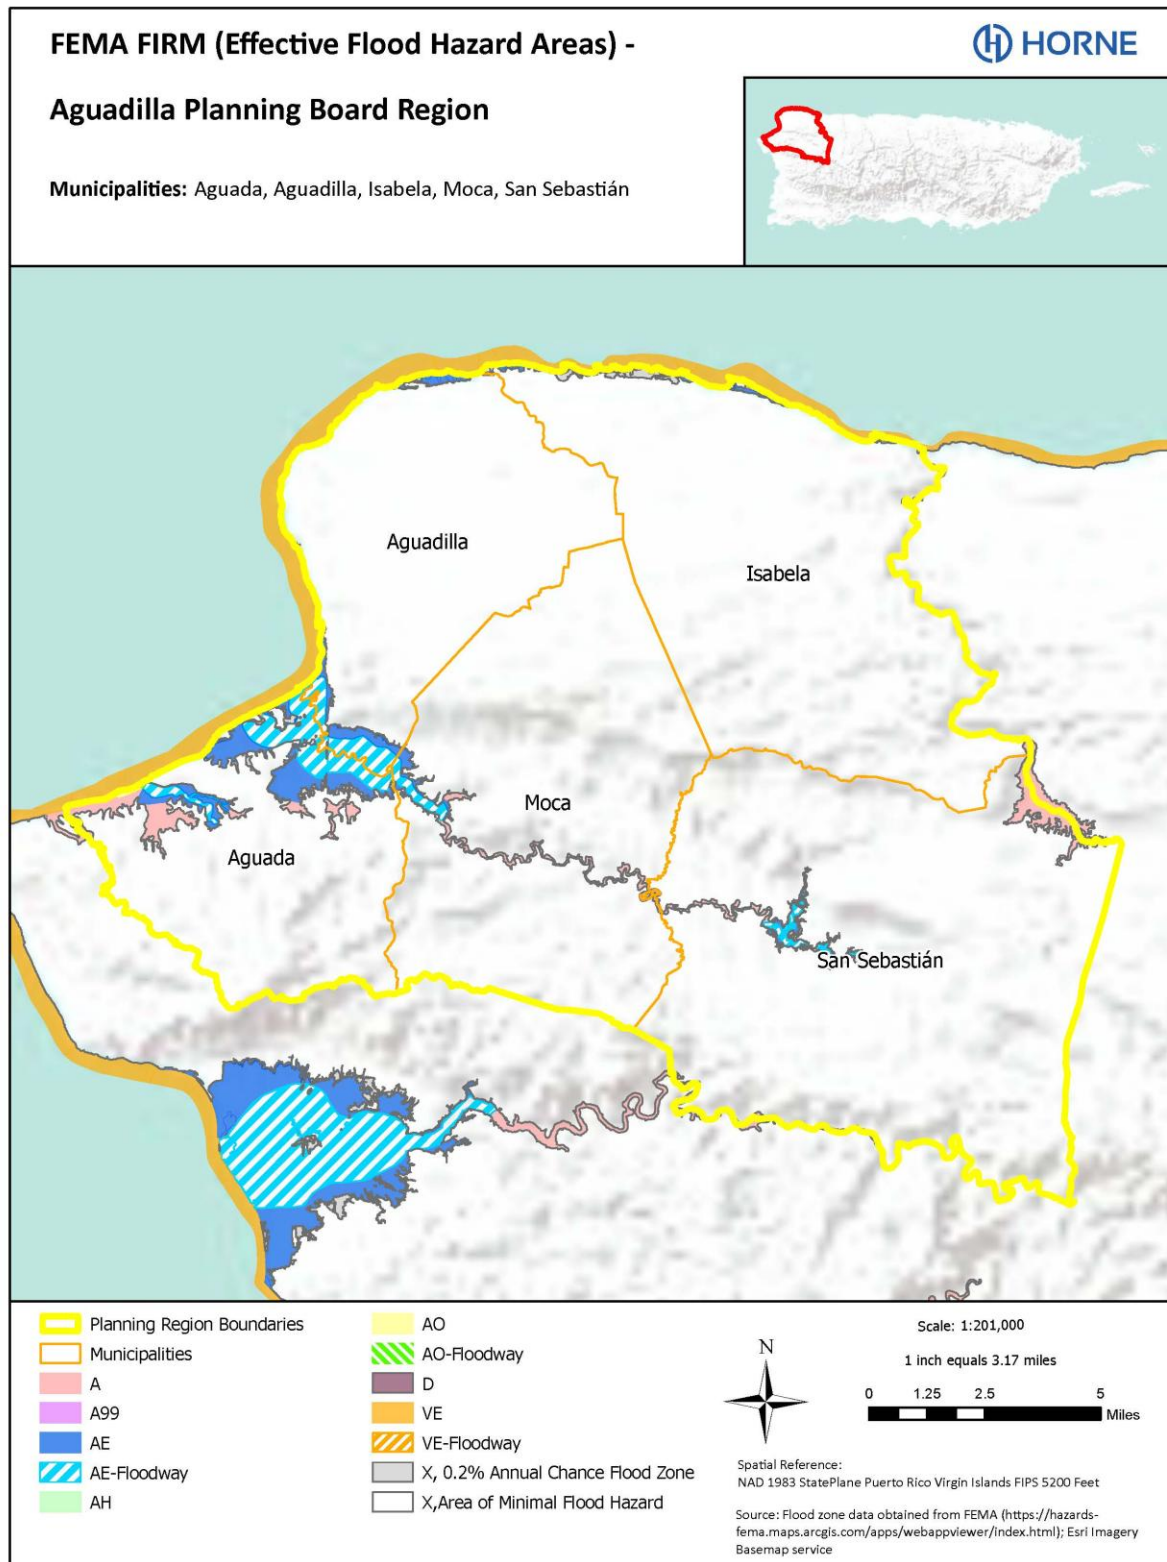 FEMA FIRM (Effective Flood Hazard Areas) -
HORNE
Aguadilla Planning Board Region
Municipalities: Aguada, Aguadilla, Isabela, Moca, San Sebastián
Aguadilla
Isabela
Moca
Aguada
San Sebastián
Planning Region Boundaries
Municipalities
A
A99
AE
AE-Floodway
AH
AO
AO-Floodway
D
VE
VE-Floodway
X, 0.2% Annual Chance Flood Zone
X,Area of Minimal Flood Hazard
N
Scale: 1:201,000
1 inch equals 3.17 miles
0 1.25 2.5 5
Miles
Spatial Reference:
NAD 1983 StatePlane Puerto Rico Virgin Islands FIPS 5200 Feet
Source: Flood zone data obtained from FEMA (https://hazards-
fema.maps.arcgis.com/apps/webappviewer/index.html); Esri Imagery
Basemap service